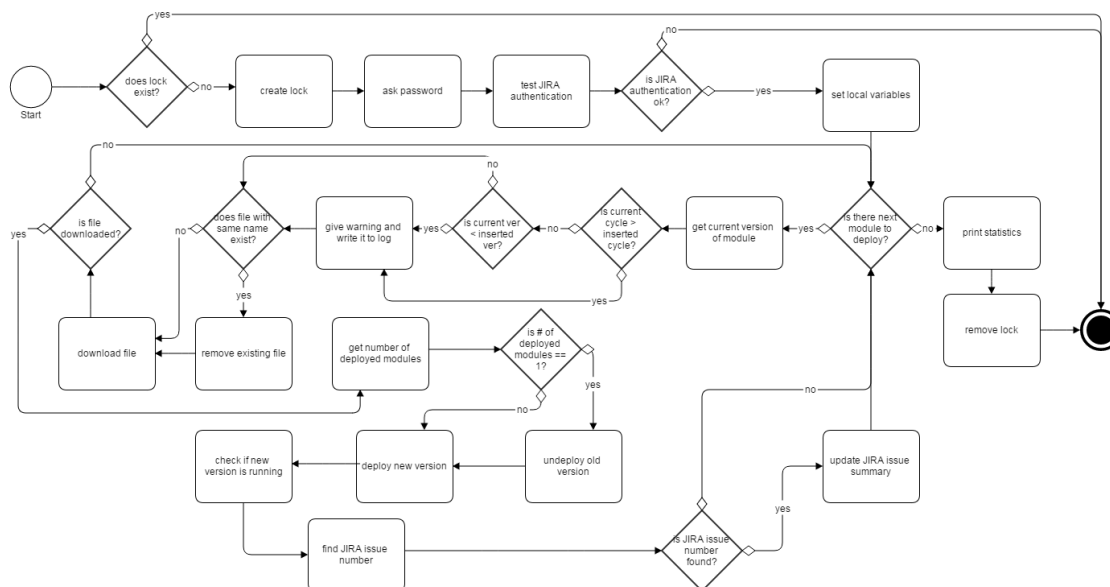 yes
no
does lock
exist?
no
create lock
ask password
test JIRA
authentication
is JIRA
authentication
ok?
yes
set local variables
Start
no
no
is file
downloaded?
yes
does file with
same name
exist?
no
yes
give warning and
write it to log
yes
is current ver
< inserted
ver?
no
is current
cycle >
inserted
cycle?
yes
get current version
of module
yes
Is there next
module to
deploy?
no
print statistics
download file
remove existing file
get number of
deployed modules
is # of
deployed
modules ==
1?
yes
no
remove lock
no
check if new
version is running
deploy new version
undeploy old
version
update JIRA issue
summary
yes
find JIRA issue
number
Is JIRA issue
number
found?